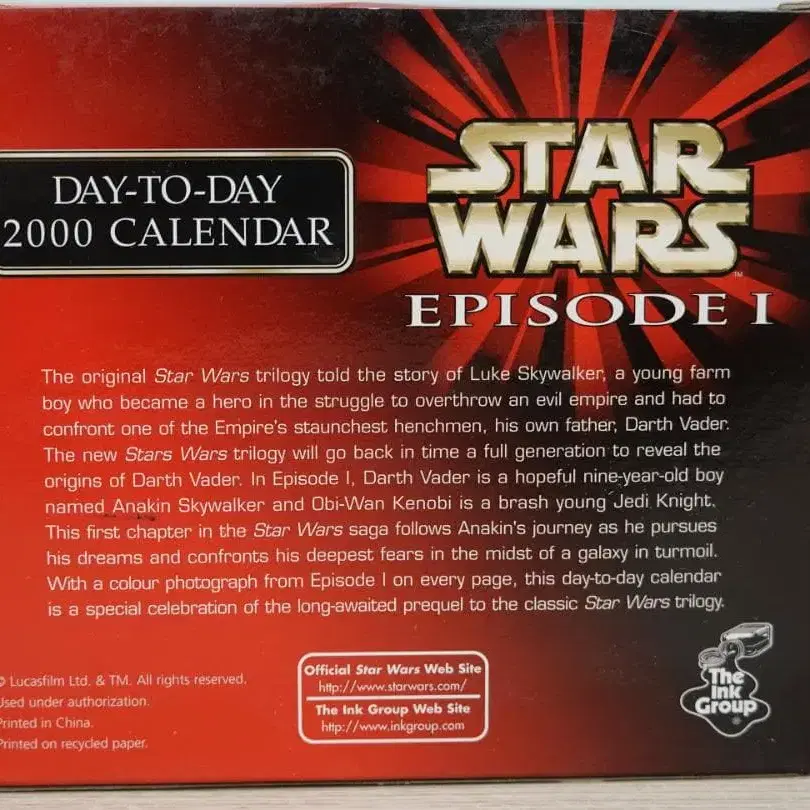 DAY-TO-DAY
2000 CALENDAR
STAR
WARS
™
EPISODE I
The original Star Wars trilogy told the story of Luke Skywalker, a young farm
boy who became a hero in the struggle to overthrow an evil empire and had to
confront one of the Empire's staunchest henchmen, his own father, Darth Vader.
The new Stars Wars trilogy will go back in time a full generation to reveal the
origins of Darth Vader. In Episode I, Darth Vader is a hopeful nine-year-old boy
named Anakin Skywalker and Obi-Wan Kenobi is a brash young Jedi Knight.
This first chapter in the Star Wars saga follows Anakin's journey as he pursues
his dreams and confronts his deepest fears in the midst of a galaxy in turmoil.
With a colour photograph from Episode I on every page, this day-to-day calendar
is a special celebration of the long-awaited prequel to the classic Star Wars trilogy.
© Lucasfilm Ltd. & TM. All rights reserved.
Used under authorization.
Printed in China.
Printed on recycled paper.
Official Star Wars Web Site
http://www.starwars.com/
The Ink Group Web Site
http://www.inkgroup.com
The
Ink
Group
®